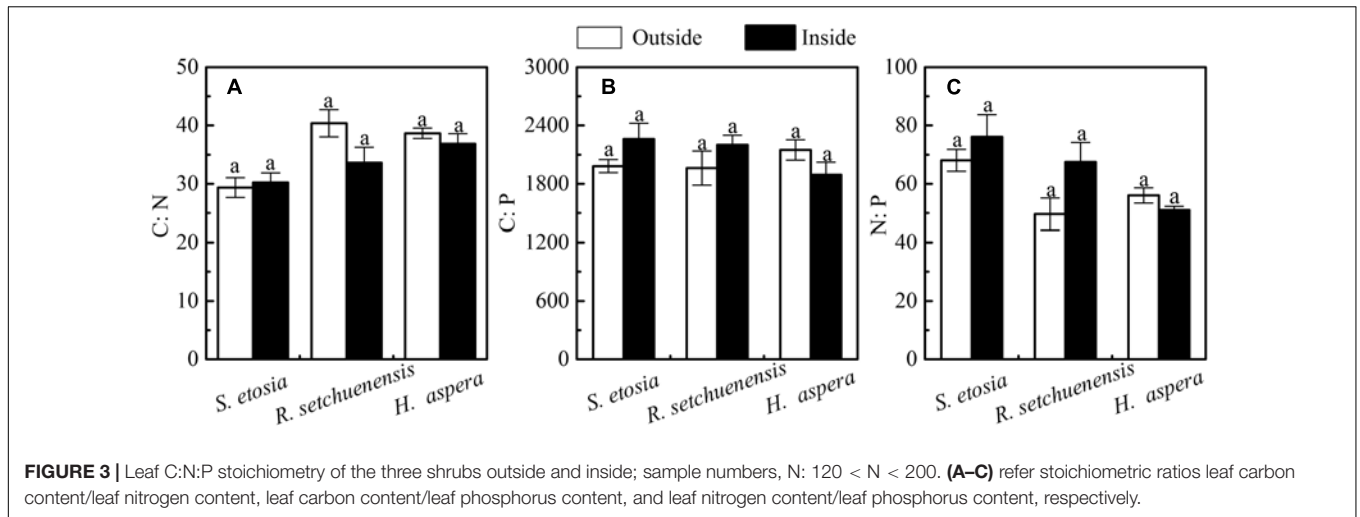 Outside Inside
A
50
40
30
20
10
0
C: N
a a a a a a
S. etosia
R. setchuenensis
H. aspera
B
3000
2400
1800
1200
600
0
C: P
a a a a a a
S. etosia
R. setchuenensis
H. aspera
C
100
80
60
40
20
0
N: P
a a a a a a
S. etosia
R. setchuenensis
H. aspera
FIGURE 3 | Leaf C:N:P stoichiometry of the three shrubs outside and inside; sample numbers, N: 120 < N < 200. (A–C) refer stoichiometric ratios leaf carbon
content/leaf nitrogen content, leaf carbon content/leaf phosphorus content, and leaf nitrogen content/leaf phosphorus content, respectively.